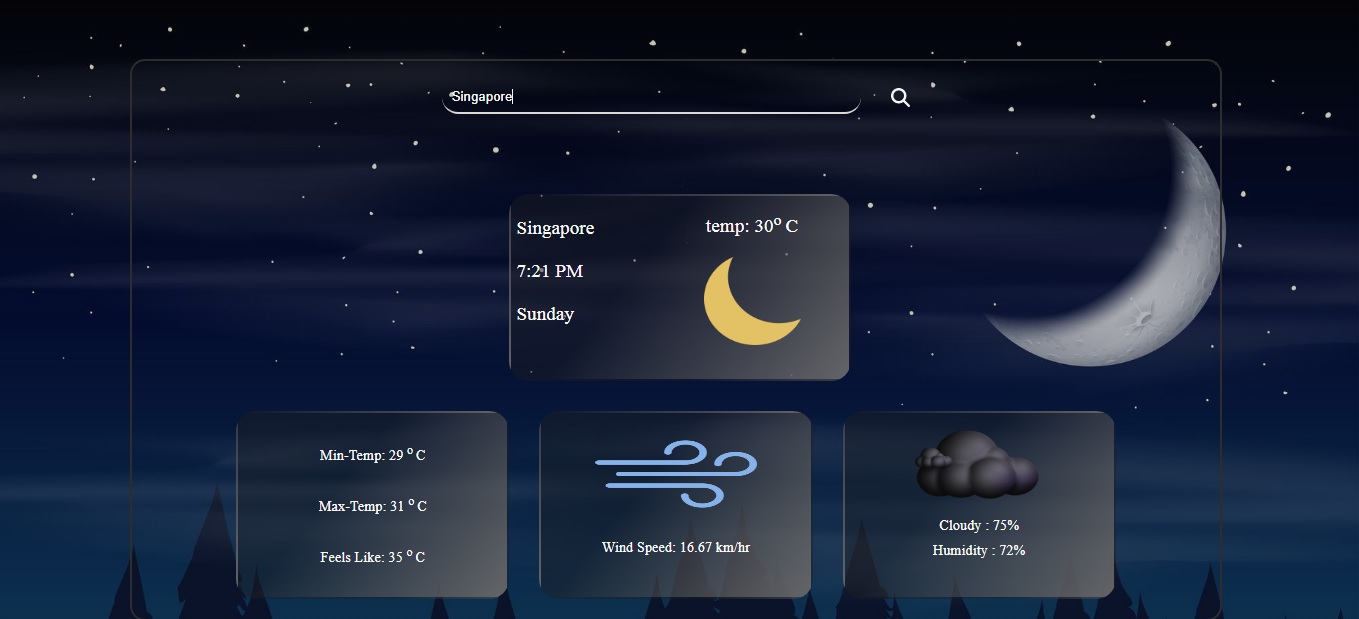 Singapore
Singapore
temp: 30° C
7:21 PM
Sunday
Min-Temp: 29 ° C
Max-Temp: 31 ° C
Feels Like: 35 ° C
Wind Speed: 16.67 km/hr
Cloudy : 75%
Humidity : 72%